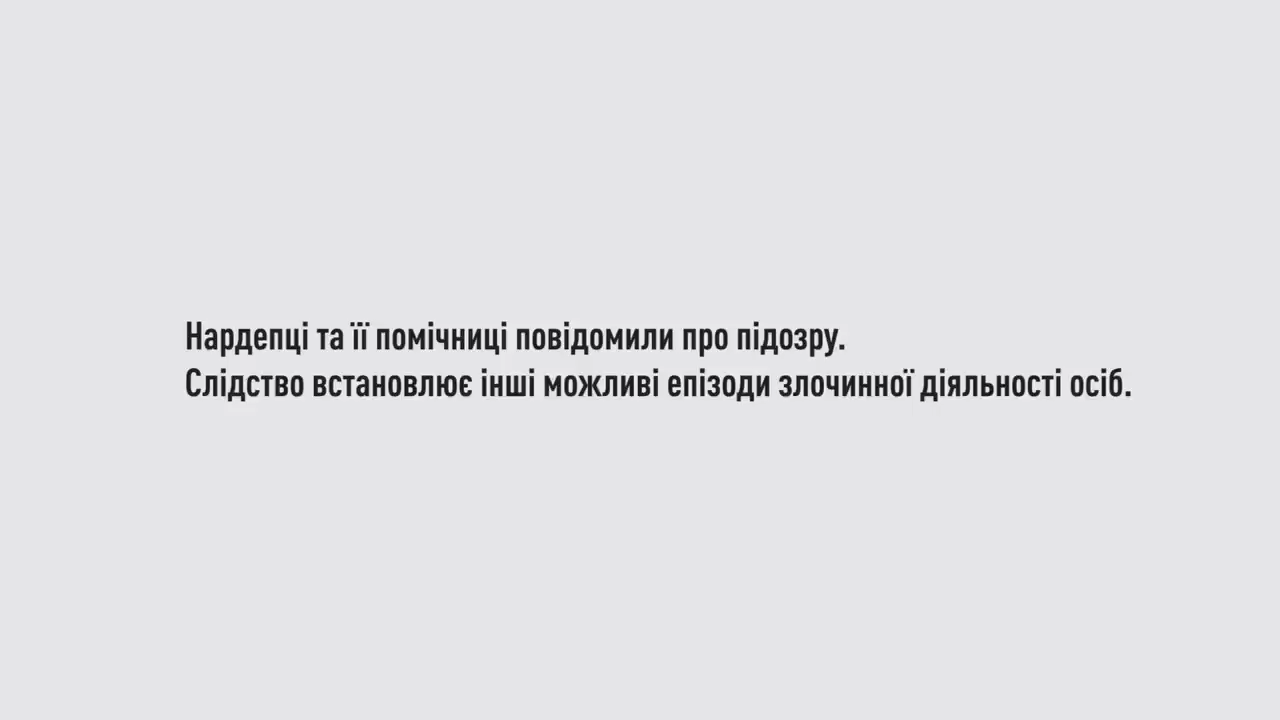 Нардепці та її помічниці повідомили про підозру.
Слідство встановлює інші можливі епізоди злочинної діяльності осіб.